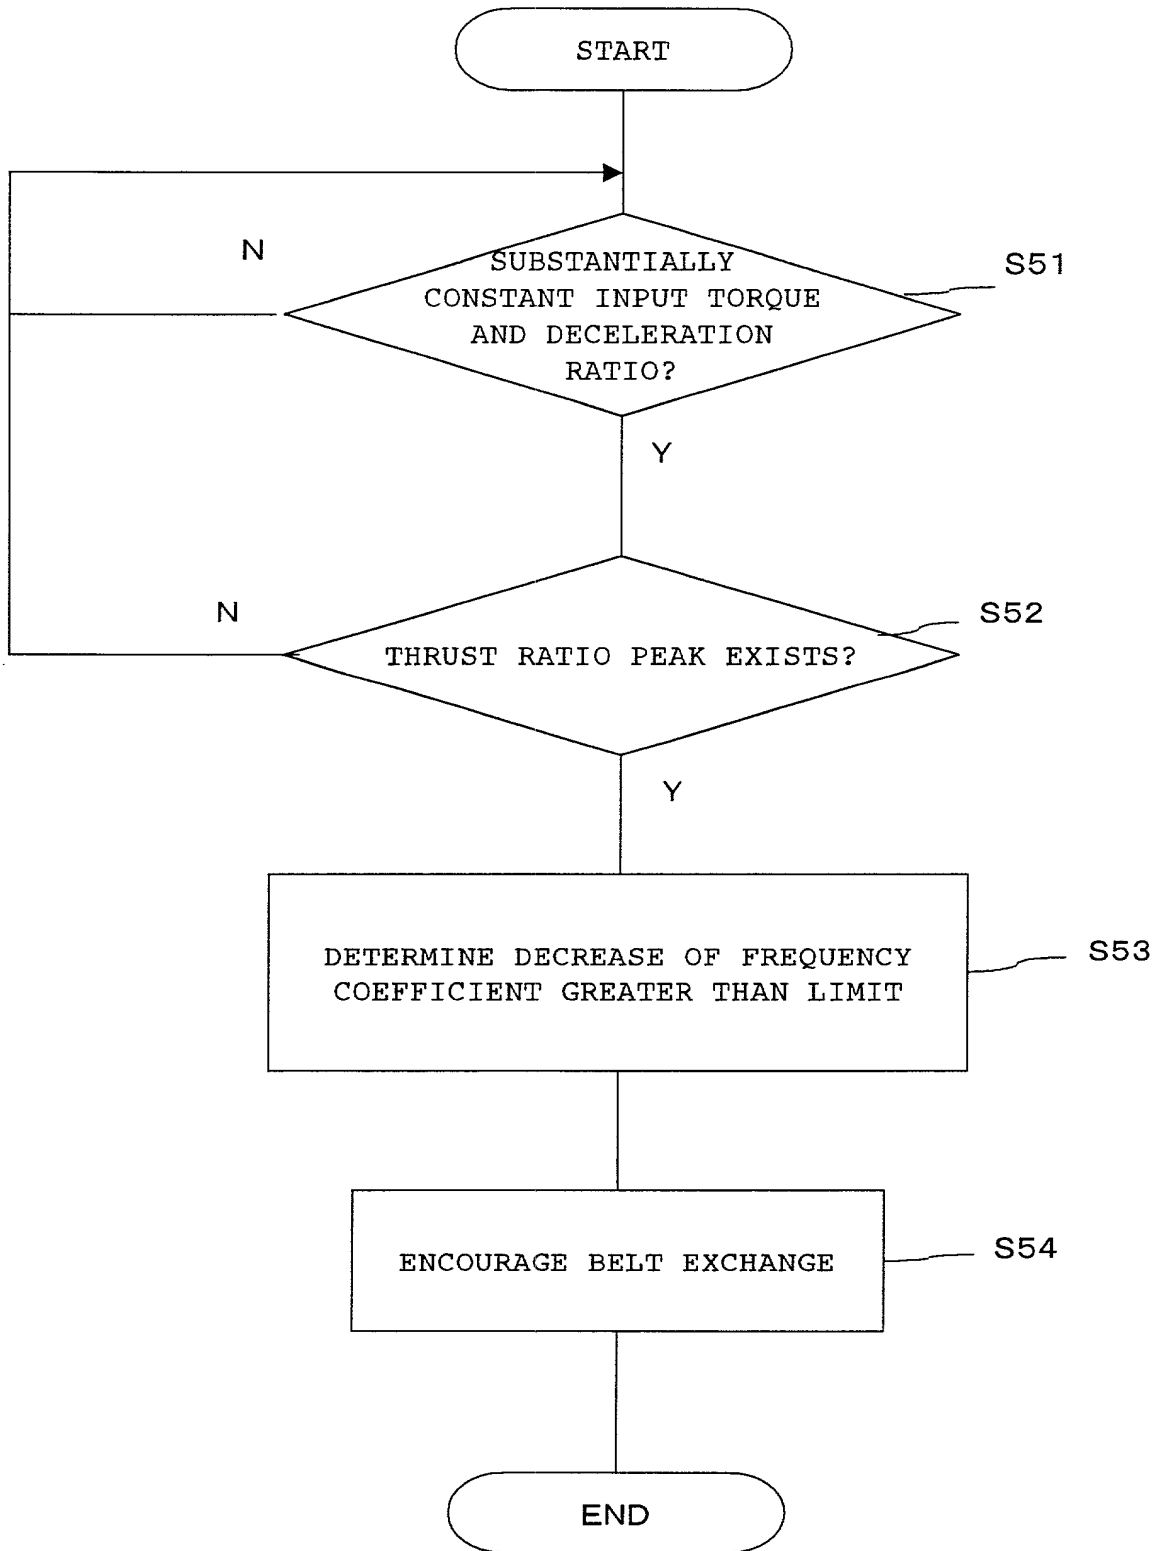 START
N
SUBSTANTIALLY
CONSTANT INPUT TORQUE
AND DECELERATION
RATIO?
S51
Y
N
THRUST RATIO PEAK EXISTS?
S52
Y
DETERMINE DECREASE OF FREQUENCY
COEFFICIENT GREATER THAN LIMIT
S53
ENCOURAGE BELT EXCHANGE
S54
END